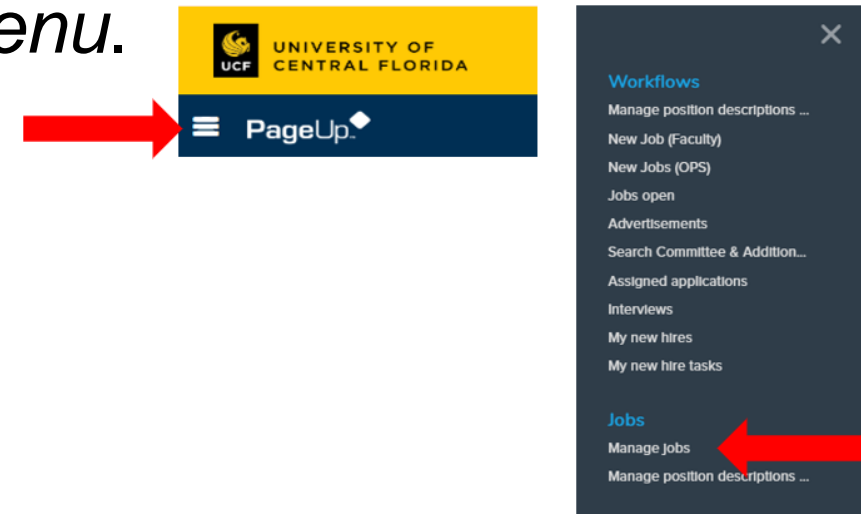 enu.
UCF
UNIVERSITY OF
CENTRAL FLORIDA
PageUp
Workflows
Manage position descriptions ...
New Job (Faculty)
New Jobs (OPS)
Jobs open
Advertisements
Search Committee & Addition...
Assigned applications
Interviews
My new hires
My new hire tasks
Jobs
Manage jobs
Manage position descriptions ...